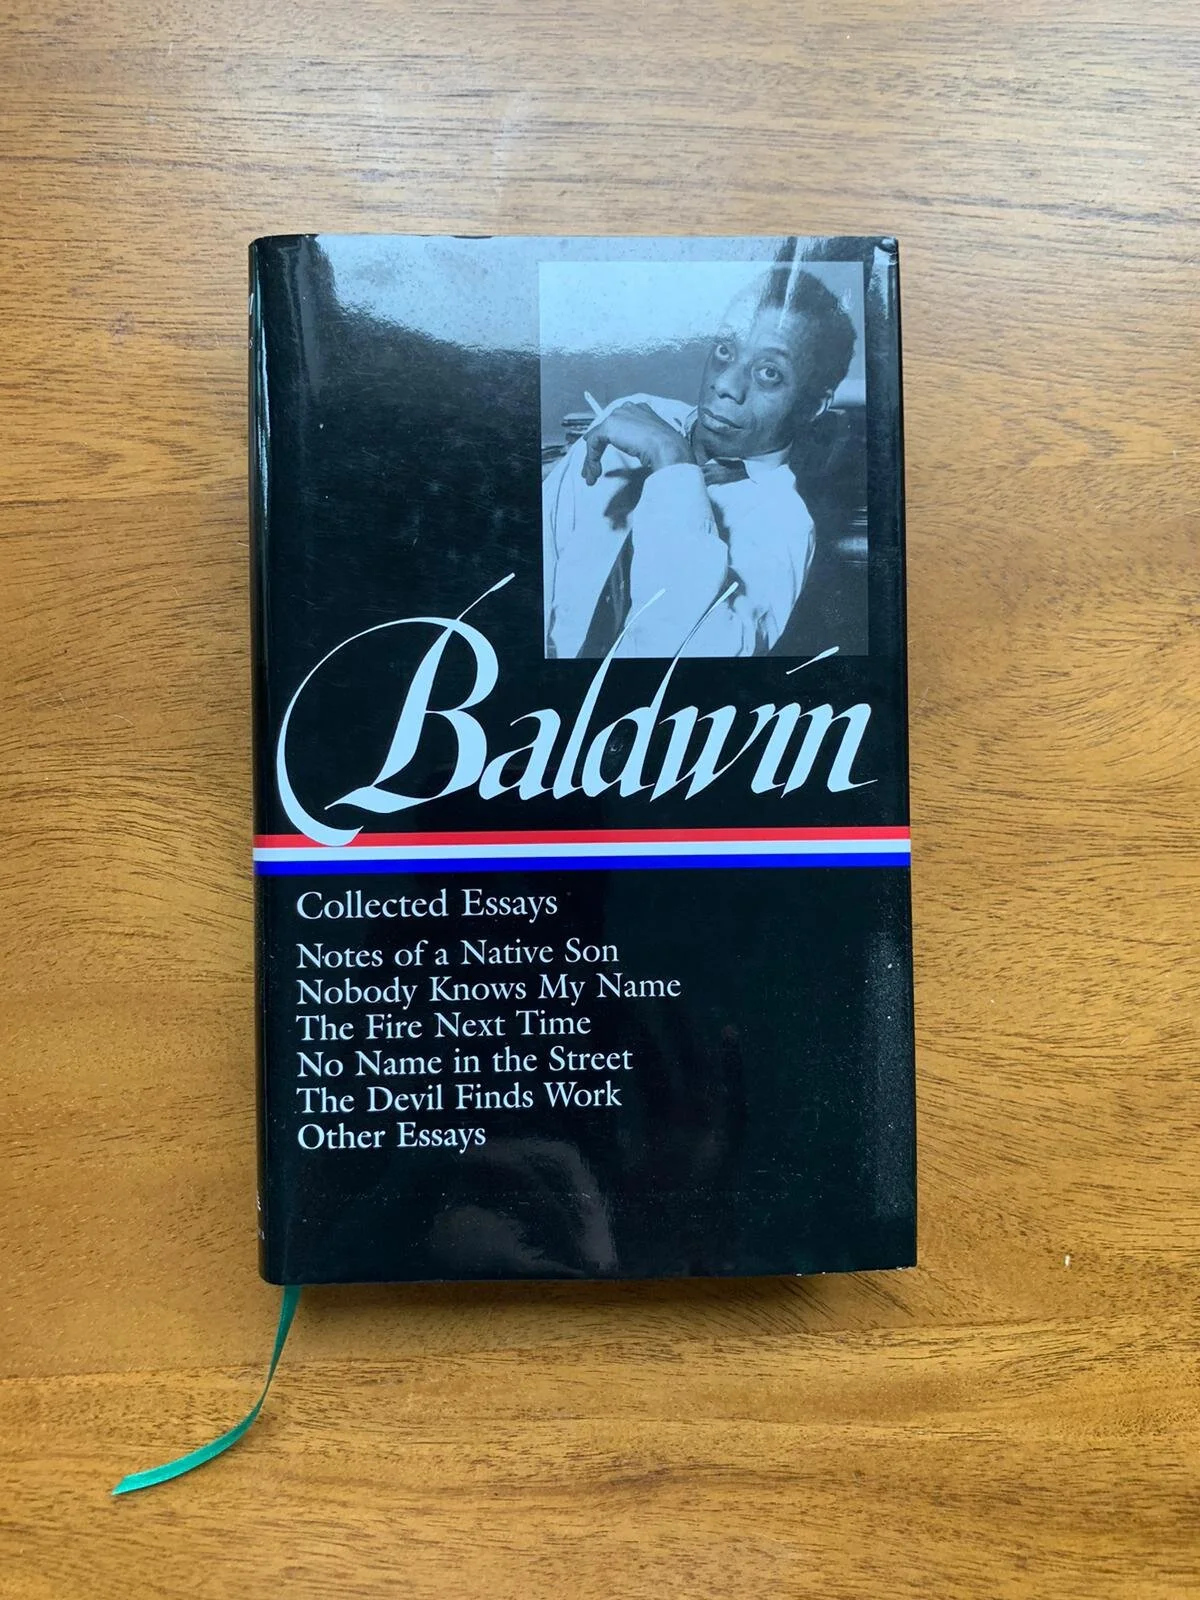 Baldwin
Collected Essays
Notes of a Native Son
Nobody Knows My Name
The Fire Next Time
No Name in the Street
The Devil Finds Work
Other Essays